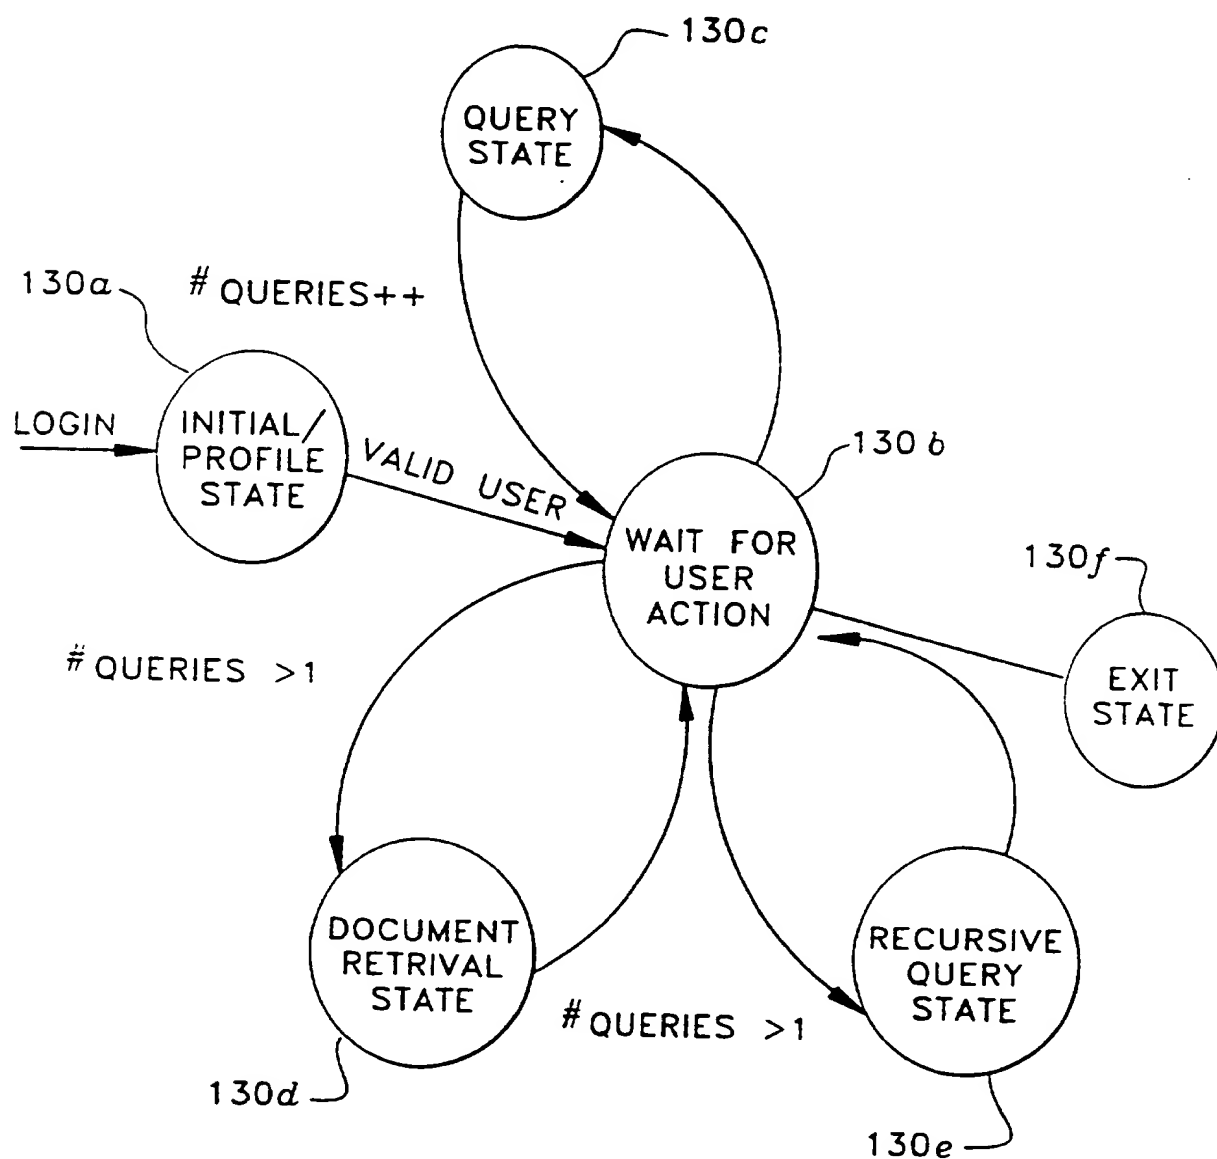 130c
QUERY
STATE
130a
# QUERIES++
LOGIN
INITIAL/
PROFILE
STATE
VALID USER
130b
WAIT FOR
USER
ACTION
130f
EXIT
STATE
# QUERIES >1
DOCUMENT
RETRIVAL
STATE
# QUERIES >1
RECURSIVE
QUERY
STATE
130d
130e